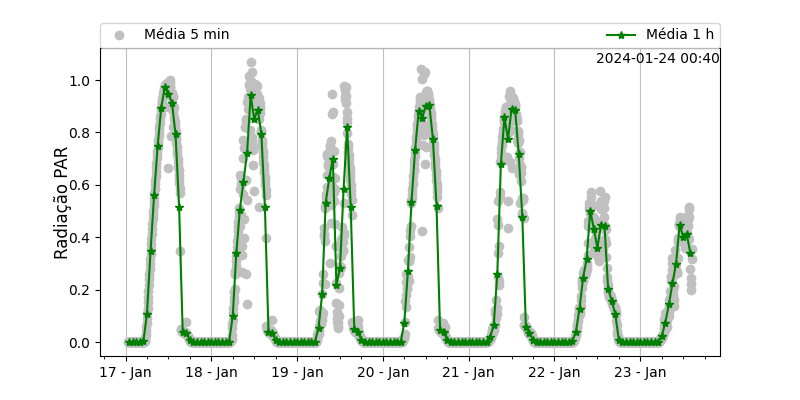 Média 5 min
Média 1 h
2024-01-24 00:40
Radiação PAR
1.0
0.8
0.6
0.4
0.2
0.0
17 - Jan
18 - Jan
19 - Jan
20 - Jan
21 - Jan
22 - Jan
23 - Jan